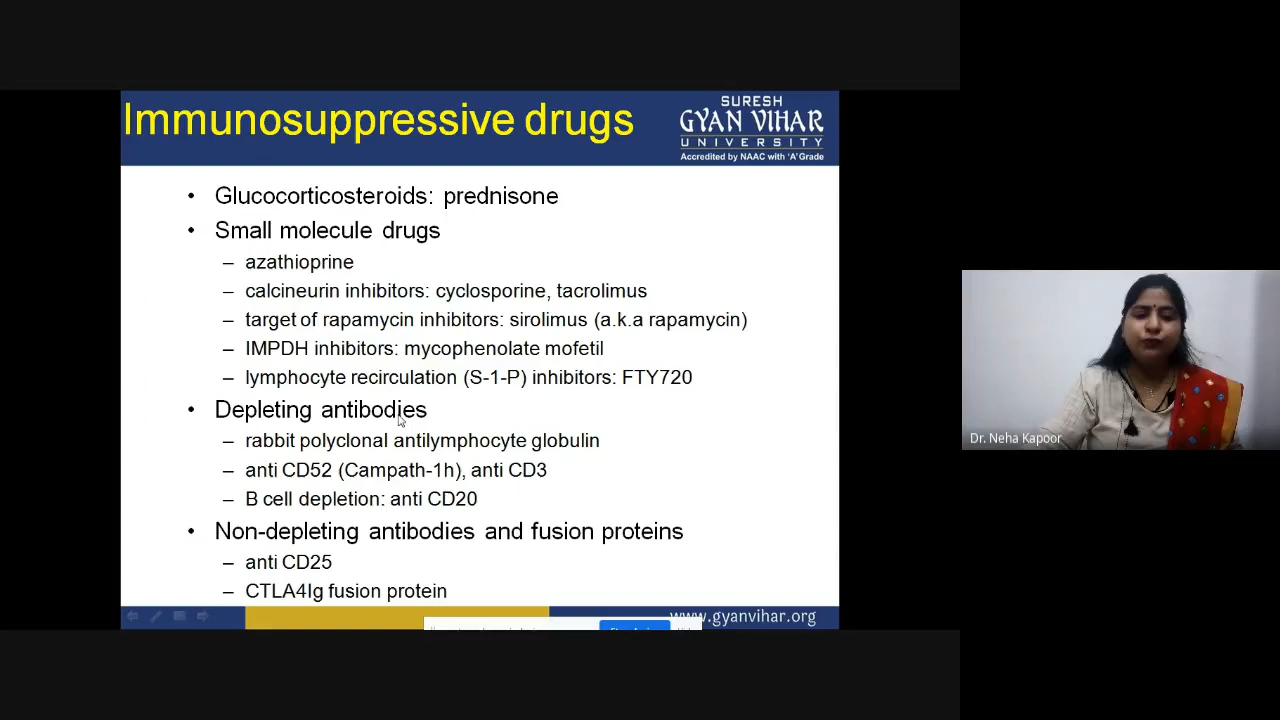 Immunosuppressive drugs
SURESH
GYAN VIHAR
UNIVERSITY
Accredited by NAAC with 'A' Grade
• Glucocorticosteroids: prednisone
• Small molecule drugs
– azathioprine
– calcineurin inhibitors: cyclosporine, tacrolimus
– target of rapamycin inhibitors: sirolimus (a.k.a rapamycin)
– IMPDH inhibitors: mycophenolate mofetil
– lymphocyte recirculation (S-1-P) inhibitors: FTY720
• Depleting antibodies
– rabbit polyclonal antilymphocyte globulin
– anti CD52 (Campath-1h), anti CD3
– B cell depletion: anti CD20
• Non-depleting antibodies and fusion proteins
– anti CD25
– CTLA4Ig fusion protein
www.gyanvihar.org
Dr. Neha Kapoor